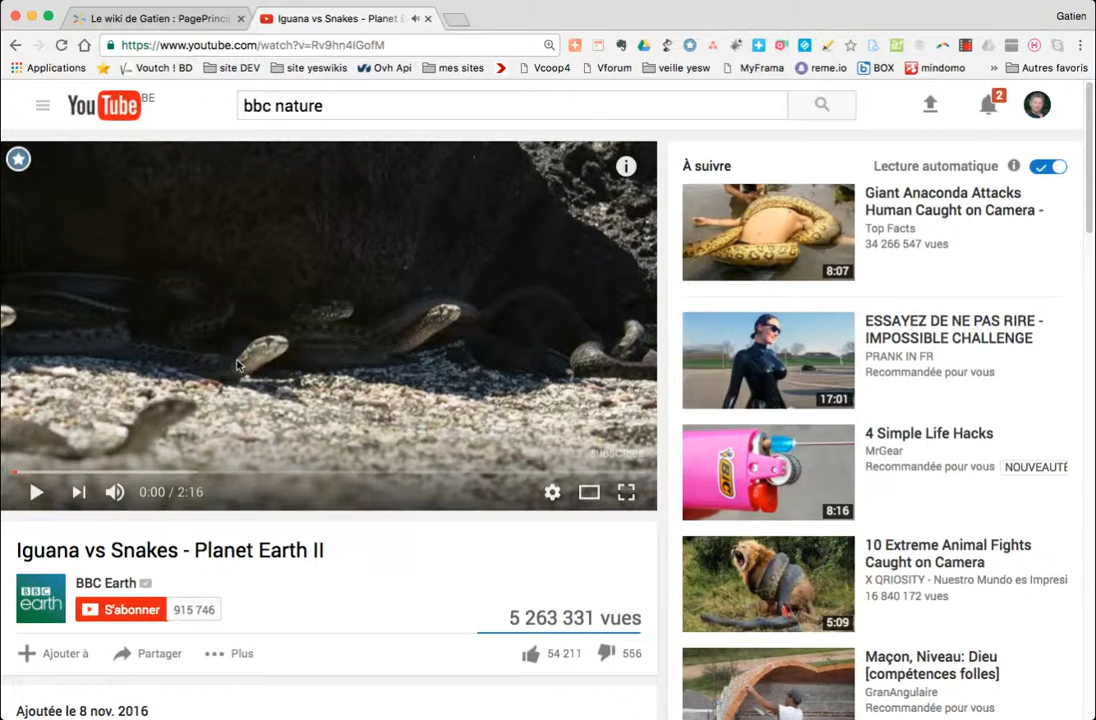 Le wiki de Gatien : PagePrinci
Iguana vs Snakes - Planet E
Gatien
https://www.youtube.com/watch?v=Rv9hn4IGofM
Applications
Voutch ! BD
site DEV
site yeswikis
Ovh Api
mes sites
Vcoop4
Vforum
veille yesw
MyFrama
reme.io
BOX
mindomo
»
Autres favoris
YouTube BE
bbc nature
2
À suivre
Lecture automatique
Giant Anaconda Attacks
Human Caught on Camera -
Top Facts
34 266 547 vues
8:07
ESSAYEZ DE NE PAS RIRE -
IMPOSSIBLE CHALLENGE
PRANK IN FR
Recommandée pour vous
17:01
4 Simple Life Hacks
MrGear
Recommandée pour vous NOUVEAUTÉ
BIC
8:16
10 Extreme Animal Fights
Caught on Camera
X QRIOSITY - Nuestro Mundo es Impresi
16 840 172 vues
5:09
Maçon, Niveau: Dieu
[compétences folles]
GranAngulaire
Recommandée pour vous
SUBSCRIBE
0:00 / 2:16
Iguana vs Snakes - Planet Earth II
BBC earth
BBC Earth
S'abonner 915 746
5 263 331 vues
Ajouter à
Partager
Plus
54 211
556
Ajoutée le 8 nov. 2016